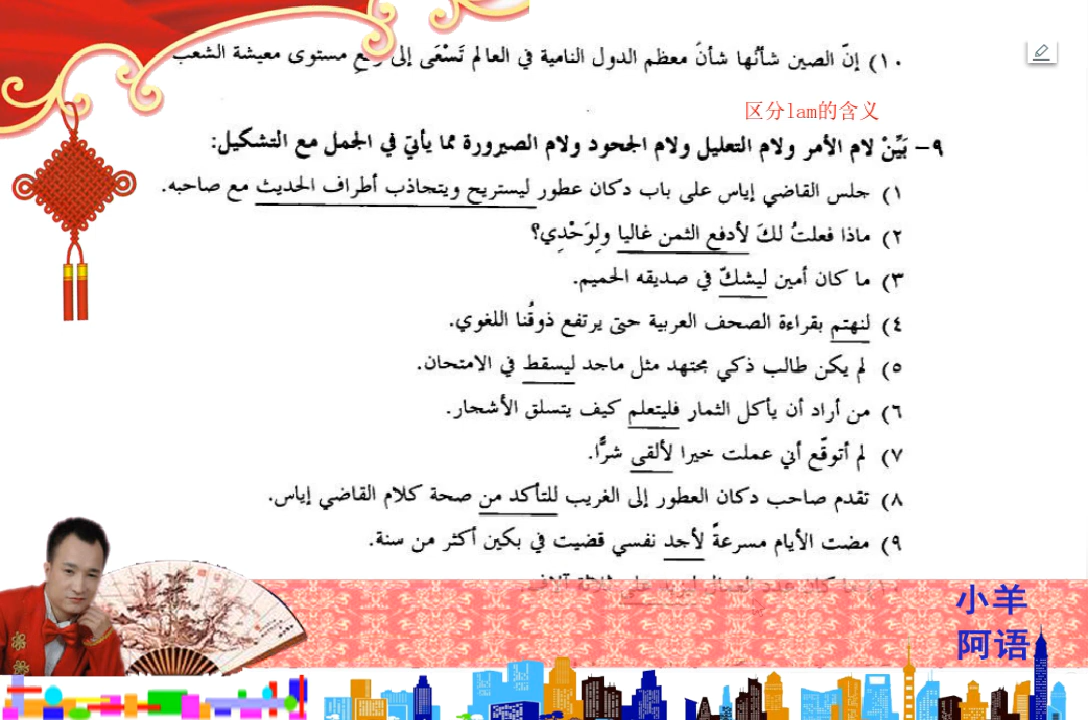 ١٠) إنّ الصين شأنُها شأنُ معظم الدول النامية في العالم تَسْعَى إلى رفعِ مستوى معيشة الشعب
区分lam的含义
٩– بَيِّنْ لام الأمر ولام التعليل ولام الجحود ولام الصيرورة مما يأتي في الجمل مع التشكيل:
١) جلس القاضي إياس على باب دكان عطور ليستريح ويتجاذب أطراف الحديث مع صاحبه.
٢) ماذا فعلتُ لكَ لأدفع الثمن غاليا ولِوَحْدِي؟
٣) ما كان أمين ليشكّ في صديقه الحميم.
٤) لنهتم بقراءة الصحف العربية حتى يرتفع ذوقُنا اللغوي.
٥) لم يكن طالب ذكي مجتهد مثل ماجد ليسقط في الامتحان.
٦) من أراد أن يأكل الثمار فليتعلم كيف يتسلق الأشجار.
٧) لم أتوقّع أني عملت خيرا لألقى شرًّا.
٨) تقدم صاحب دكان العطور إلى الغريب للتأكد من صحة كلام القاضي إياس.
٩) مضت الأيام مسرعةً لأجد نفسي قضيت في بكين أكثر من سنة.
小羊
阿语